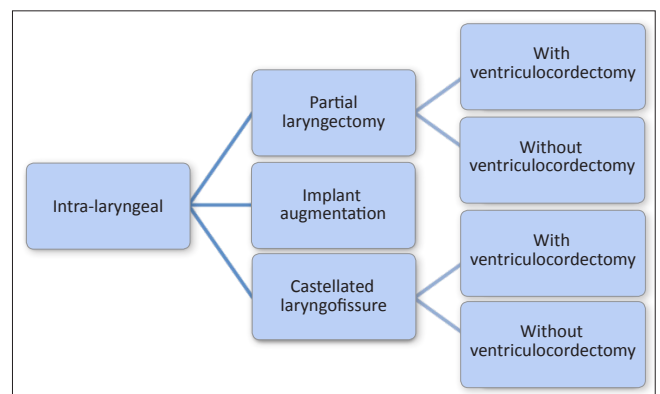 With
ventriculocordectomy
Partial
laryngectomy
Without
ventriculocordectomy
Intra-laryngeal
Implant
augmentation
With
ventriculocordectomy
Castellated
laryngofissure
Without
ventriculocordectomy